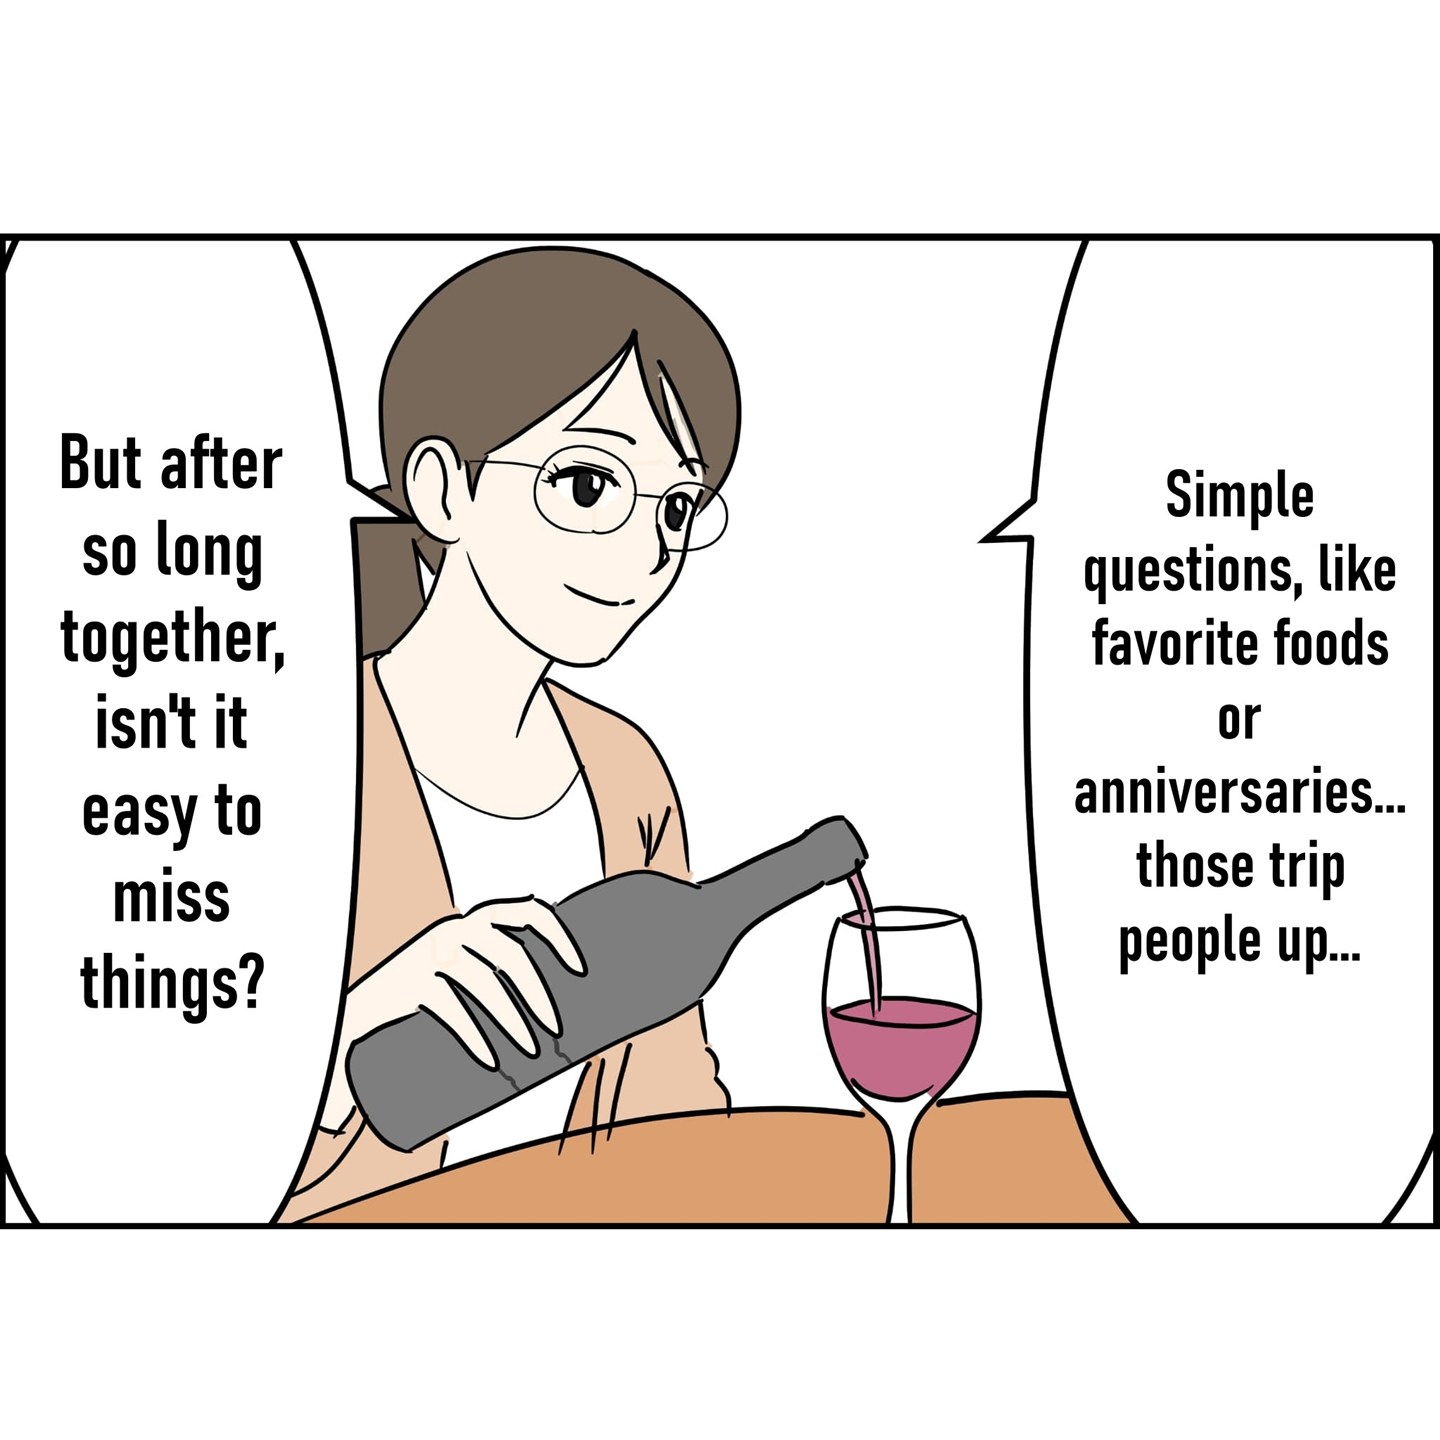 But after
so long
together,
isn't it
easy to
miss
things?
Simple
questions, like
favorite foods
or
anniversaries...
those trip
people up...